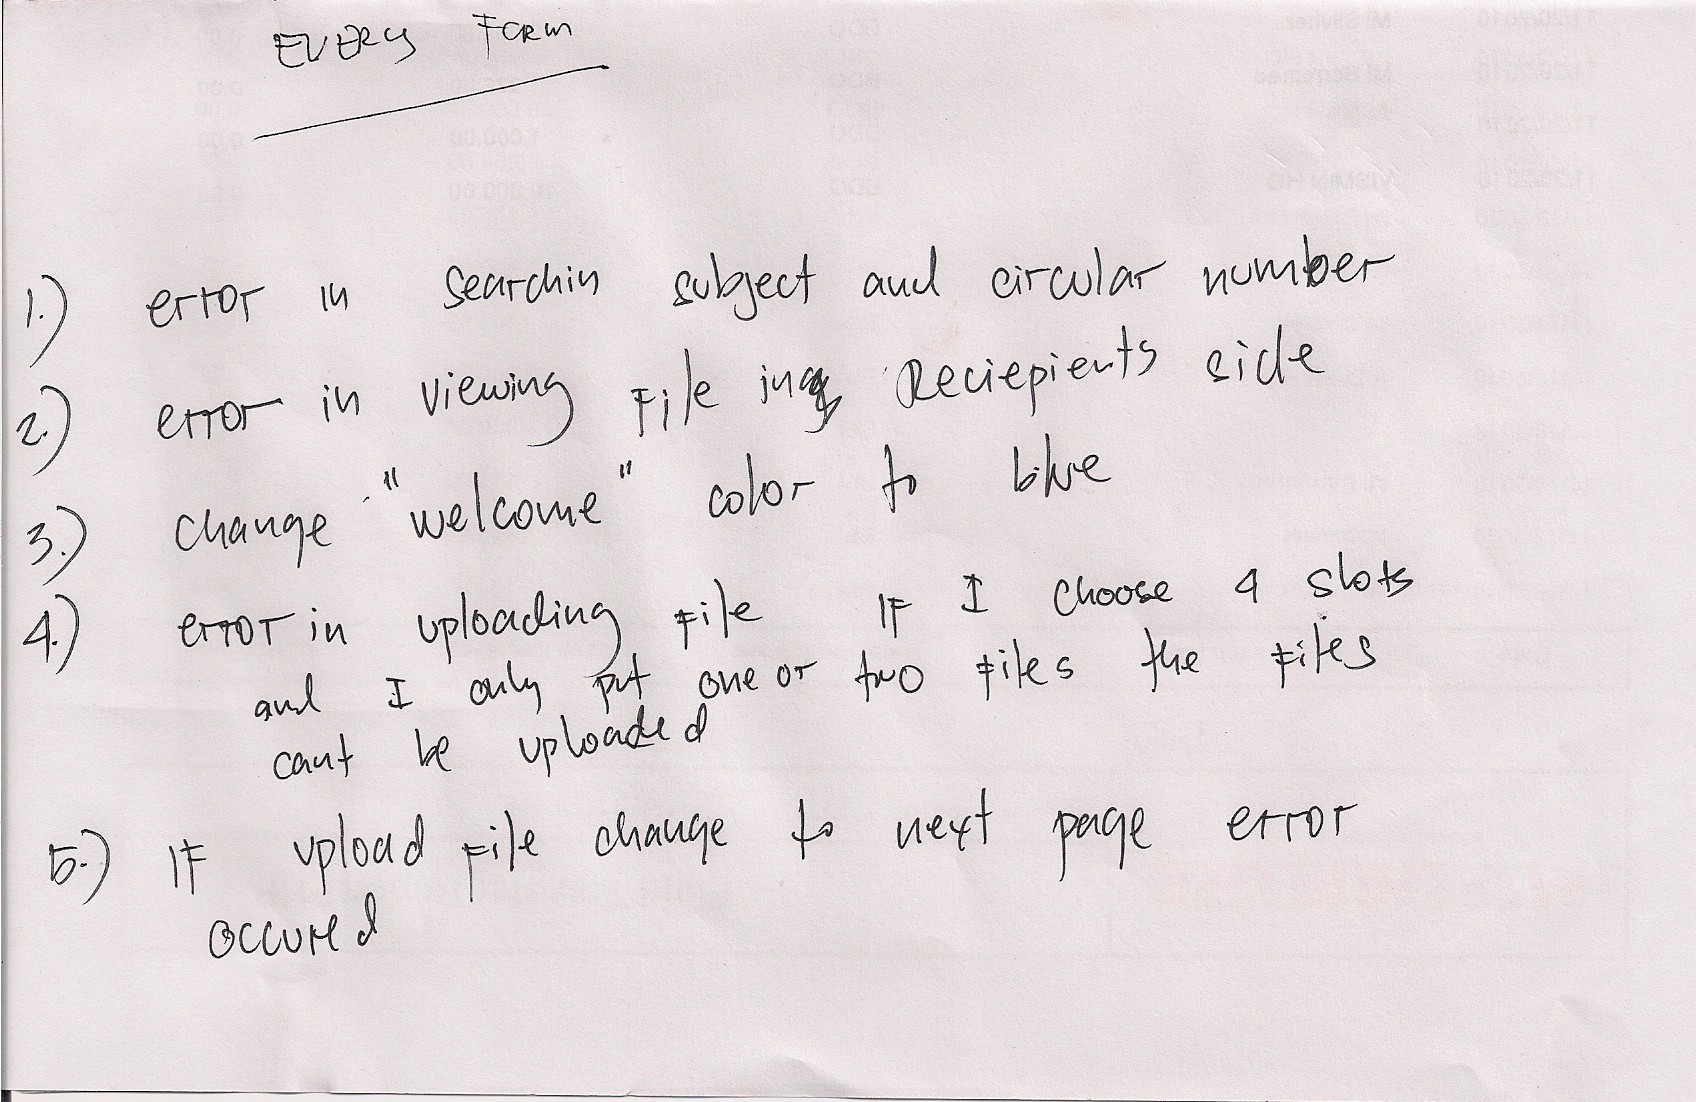 EVERY FORM
1.) error in searchin subject and circular number
2.) error in viewing File in Reciepients side
3.) change "welcome" color to blue
4.) error in uploading File IF I choose 4 slots
and I only put one or two Files the Files
cant be uploaded
5.) IF upload File change to next page error
occured